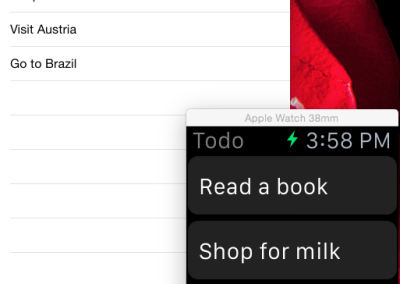 Visit Austria
Go to Brazil
Apple Watch 38mm
Todo 3:58 PM
Read a book
Shop for milk